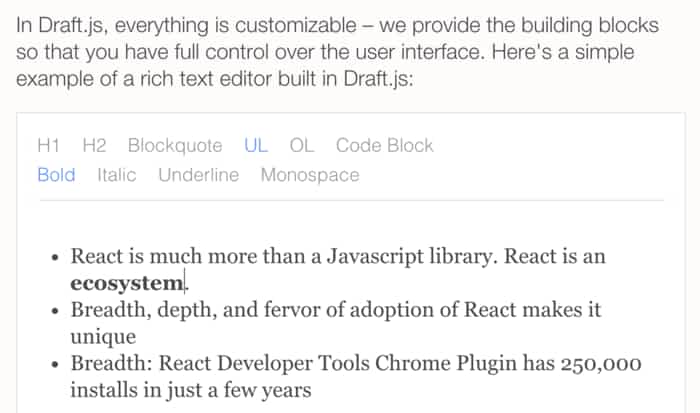 In Draft.js, everything is customizable – we provide the building blocks
so that you have full control over the user interface. Here's a simple
example of a rich text editor built in Draft.js:
H1 H2 Blockquote UL OL Code Block
Bold Italic Underline Monospace
• React is much more than a Javascript library. React is an
ecosystem.
• Breadth, depth, and fervor of adoption of React makes it
unique
• Breadth: React Developer Tools Chrome Plugin has 250,000
installs in just a few years